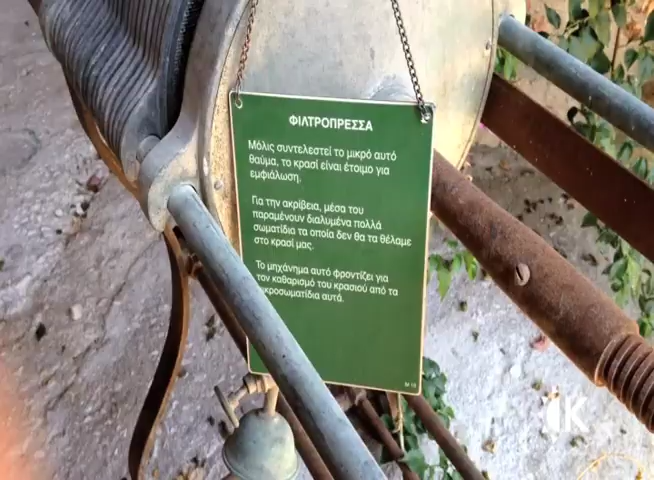 ΦΙΛΤΡΟΠΡΕΣΣΑ
Μόλις συντελεστεί το μικρό αυτό
θαύμα, το κρασί είναι έτοιμο για
εμφιάλωση.
Για την ακρίβεια, μέσα του
παραμένουν διαλυμένα πολλά
σωματίδια τα οποία δεν θα τα θέλαμε
στο κρασί μας.
Το μηχάνημα αυτό φροντίζει για
τον καθαρισμό του κρασιού από τα
μικροσωματίδια αυτά.
K